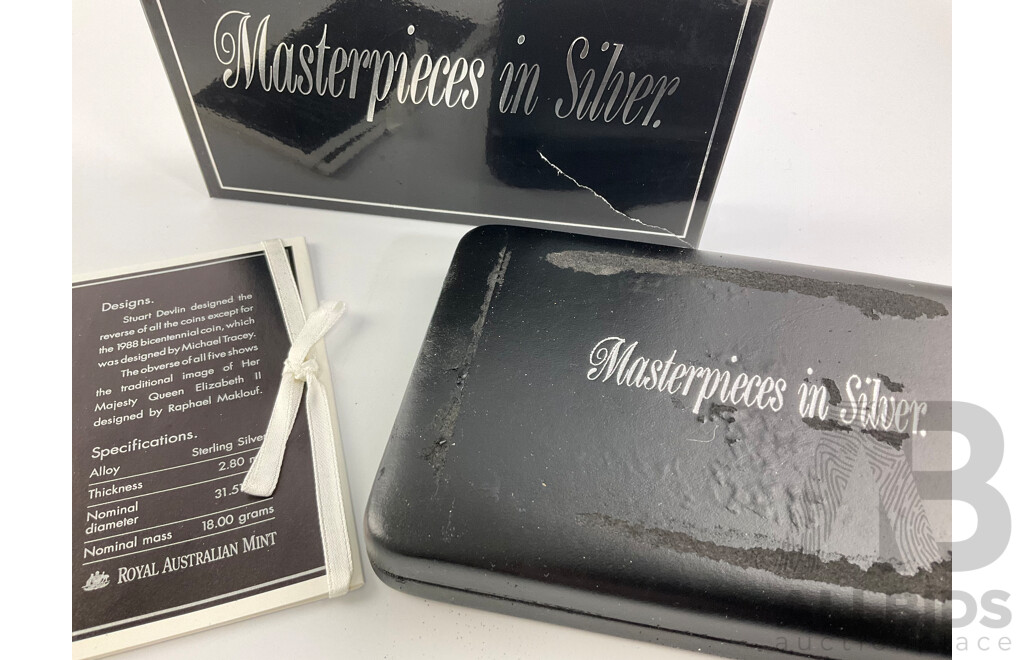 Masterpieces in Silver.
Designs.
Stuart Devlin designed the
reverse of all the coins except for
the 1988 bicentennial coin, which
was designed by Michael Tracey.
The obverse of all five shows
the traditional image of Her
Majesty Queen Elizabeth II
designed by Raphael Maklouf.
Specifications.
Alloy Sterling Silver
Thickness 2.80
Nominal
diameter 31.51
Nominal mass 18.00 grams
ROYAL AUSTRALIAN MINT
Masterpieces in Silver.